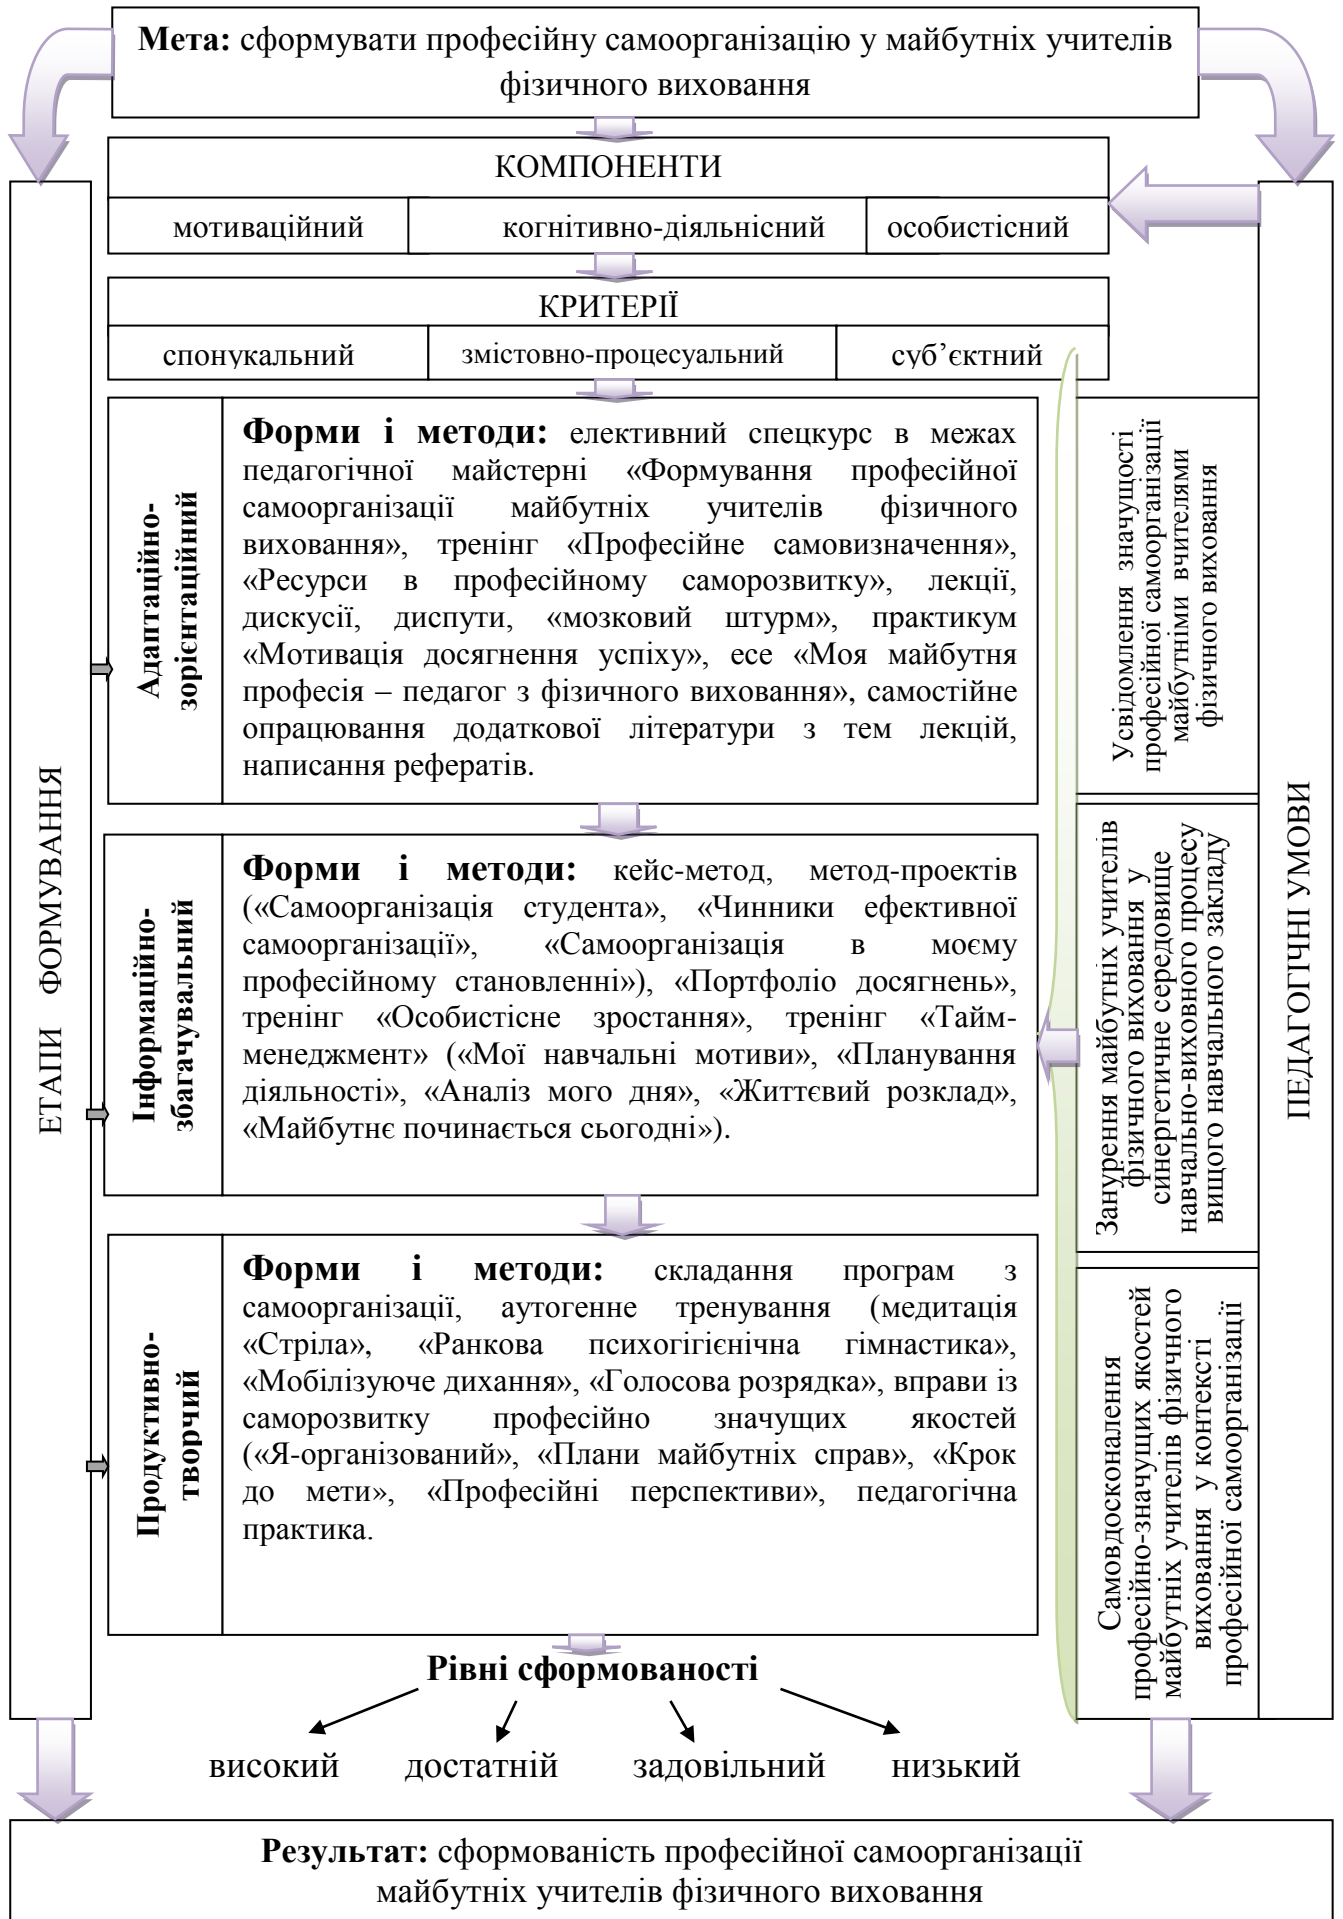 Мета: сформувати професійну самоорганізацію у майбутніх учителів
фізичного виховання
КОМПОНЕНТИ
мотиваційний
когнітивно-діяльнісний
особистісний
КРИТЕРІЇ
спонукальний
змістовно-процесуальний
суб’єктний
ЕТАПИ ФОРМУВАННЯ
Адаптаційно-
зорієнтаційний
Форми і методи: елективний спецкурс в межах
педагогічної майстерні «Формування професійної
самоорганізації майбутніх учителів фізичного
виховання», тренінг «Професійне самовизначення»,
«Ресурси в професійному саморозвитку», лекції,
дискусії, диспути, «мозковий штурм», практикум
«Мотивація досягнення успіху», есе «Моя майбутня
професія – педагог з фізичного виховання», самостійне
опрацювання додаткової літератури з тем лекцій,
написання рефератів.
Інформаційно-
збагачувальний
Форми і методи: кейс-метод, метод-проектів
(«Самоорганізація студента», «Чинники ефективної
самоорганізації», «Самоорганізація в моєму
професійному становленні»), «Портфоліо досягнень»,
тренінг «Особистісне зростання», тренінг «Тайм-
менеджмент» («Мої навчальні мотиви», «Планування
діяльності», «Аналіз мого дня», «Життєвий розклад»,
«Майбутнє починається сьогодні»).
Продуктивно-
творчий
Форми і методи: складання програм з
самоорганізації, аутогенне тренування (медитація
«Стріла», «Ранкова психогігієнічна гімнастика»,
«Мобілізуюче дихання», «Голосова розрядка», вправи із
саморозвитку професійно значущих якостей
(«Я-організований», «Плани майбутніх справ», «Крок
до мети», «Професійні перспективи», педагогічна
практика.
Усвідомлення значущості
професійної самоорганізації
майбутніми вчителями
фізичного виховання
Занурення майбутніх учителів
фізичного виховання у
синергетичне середовище
навчально-виховного процесу
вищого навчального закладу
Самовдосконалення
професійно-значущих якостей
майбутніх учителів фізичного
виховання у контексті
професійної самоорганізації
ПЕДАГОГІЧНІ УМОВИ
Рівні сформованості
високий
достатній
задовільний
низький
Результат: сформованість професійної самоорганізації
майбутніх учителів фізичного виховання